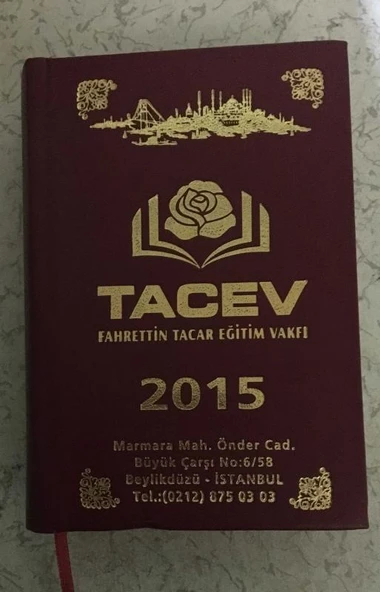 TACEV
FAHRETTİN TACAR EĞİTİM VAKFI
2015
Marmara Mah. Önder Cad.
Büyük Çarşı No:6/58
Beylikdüzü - İSTANBUL
Tel.:(0212) 875 03 03